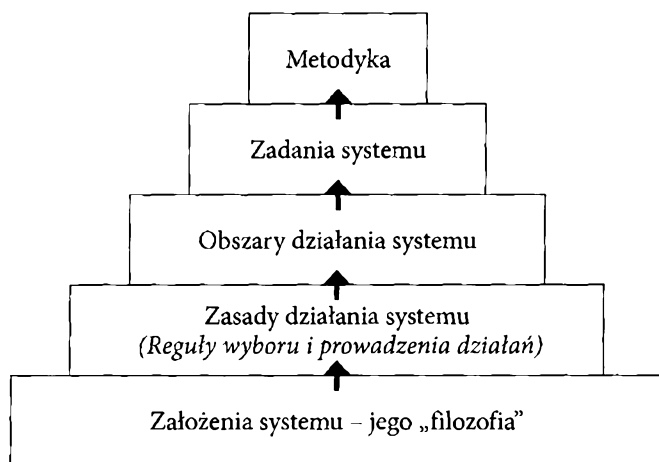 Metodyka
Zadania systemu
Obszary działania systemu
Zasady działania systemu
(Reguły wyboru i prowadzenia działań)
Założenia systemu – jego „filozofia”